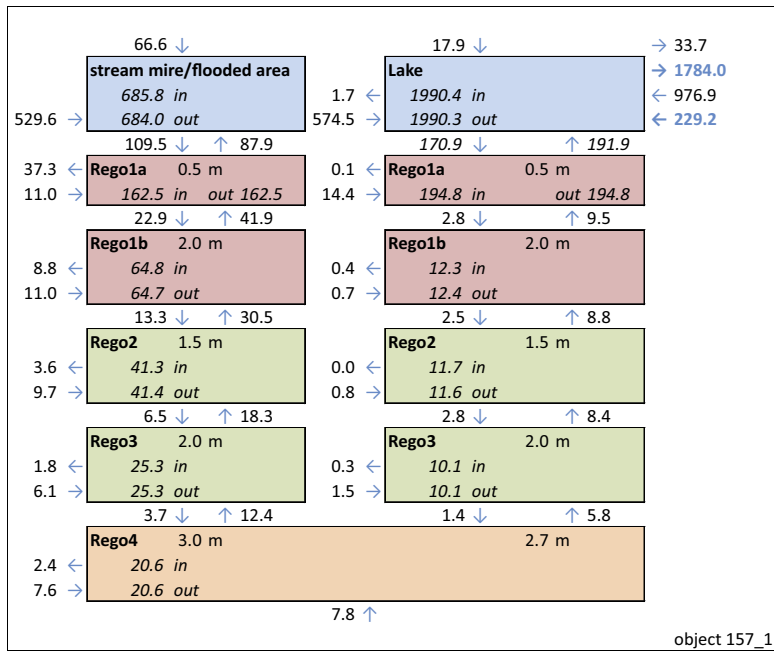 66.6 ↓ 17.9 ↓ → 33.7
stream mire/flooded area Lake → 1784.0
685.8 in 1.7 ← 1990.4 in ← 976.9
529.6 → 684.0 out 574.5 → 1990.3 out ← 229.2
109.5 ↓ ↑ 87.9 170.9 ↓ ↑ 191.9
37.3 ← Rego1a 0.5 m 0.1 ← Rego1a 0.5 m
11.0 → 162.5 in out 162.5 14.4 → 194.8 in out 194.8
22.9 ↓ ↑ 41.9 2.8 ↓ ↑ 9.5
Rego1b 2.0 m Rego1b 2.0 m
8.8 ← 64.8 in 0.4 ← 12.3 in
11.0 → 64.7 out 0.7 → 12.4 out
13.3 ↓ ↑ 30.5 2.5 ↓ ↑ 8.8
Rego2 1.5 m Rego2 1.5 m
3.6 ← 41.3 in 0.0 ← 11.7 in
9.7 → 41.4 out 0.8 → 11.6 out
6.5 ↓ ↑ 18.3 2.8 ↓ ↑ 8.4
Rego3 2.0 m Rego3 2.0 m
1.8 ← 25.3 in 0.3 ← 10.1 in
6.1 → 25.3 out 1.5 → 10.1 out
3.7 ↓ ↑ 12.4 1.4 ↓ ↑ 5.8
Rego4 3.0 m 2.7 m
2.4 ← 20.6 in
7.6 → 20.6 out
7.8 ↑
object 157_1